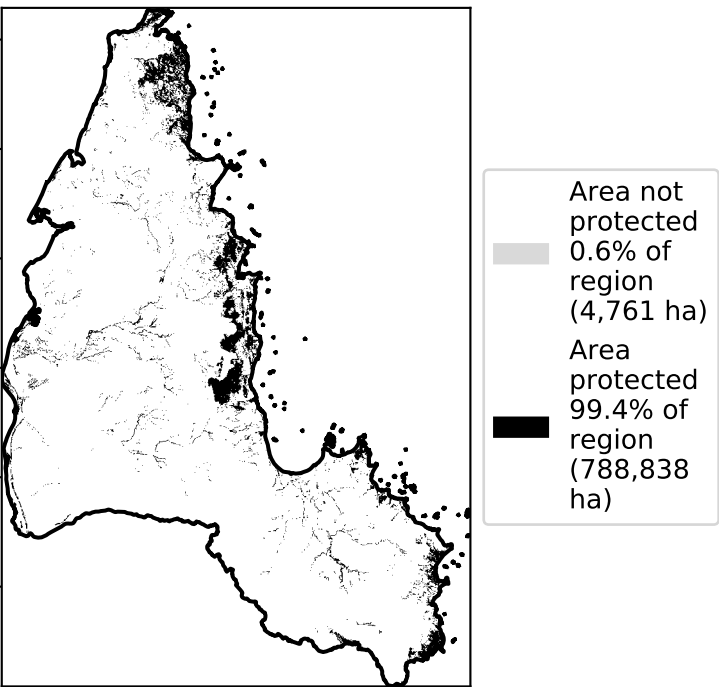 Area not
protected
0.6% of
region
(4,761 ha)
Area
protected
99.4% of
region
(788,838
ha)